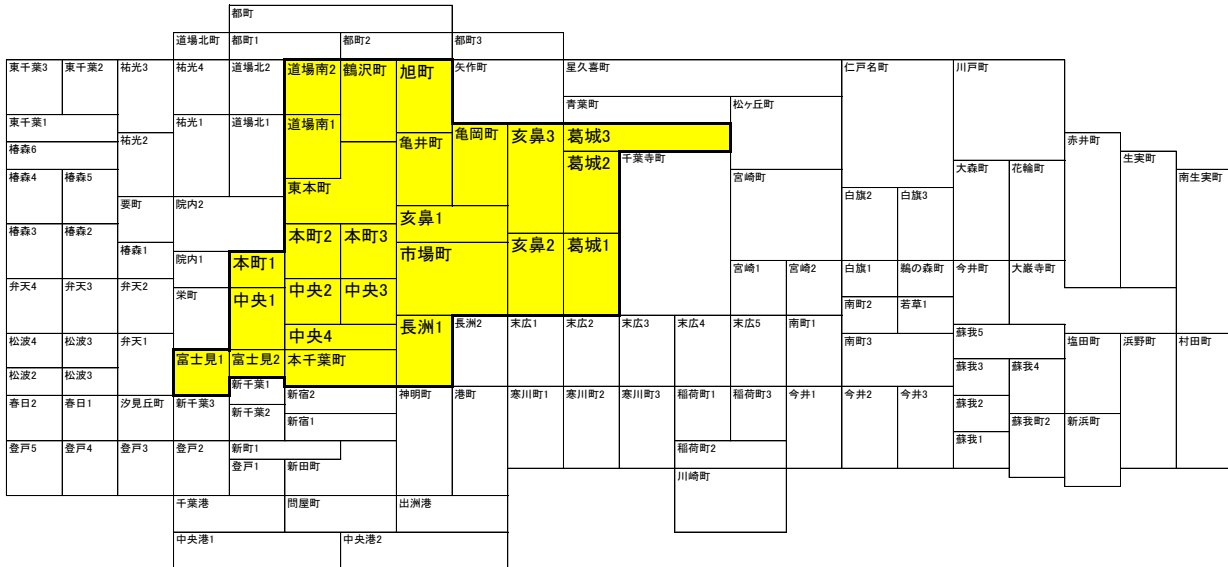 都町
道場北町
都町1
都町2
都町3
東千葉3
東千葉2
祐光3
祐光4
道場北2
道場南2
鶴沢町
旭町
矢作町
星久喜町
仁戸名町
川戸町
青葉町
松ヶ丘町
東千葉1
祐光2
祐光1
道場北1
道場南1
亀井町
亀岡町
亥鼻3
葛城3
赤井町
椿森6
葛城2
千葉寺町
生実町
椿森4
椿森5
宮崎町
大森町
花輪町
南生実町
東本町
白旗2
白旗3
要町
院内2
亥鼻1
椿森3
椿森2
本町2
本町3
亥鼻2
葛城1
椿森1
院内1
本町1
市場町
宮崎1
宮崎2
白旗1
鵜の森町
今井町
大巌寺町
弁天4
弁天3
弁天2
栄町
中央1
中央2
中央3
南町2
若草1
長洲1
長洲2
末広1
末広2
末広3
末広4
末広5
南町1
中央4
蘇我5
松波4
松波3
弁天1
南町3
塩田町
浜野町
村田町
富士見1
富士見2
本千葉町
蘇我3
蘇我4
松波2
松波3
新千葉1
新宿2
神明町
港町
寒川町1
寒川町2
寒川町3
稲荷町1
稲荷町3
今井1
今井2
今井3
春日2
春日1
汐見丘町
新千葉3
新千葉2
新宿1
蘇我2
蘇我町2
新浜町
蘇我1
登戸5
登戸4
登戸3
登戸2
新町1
稲荷町2
登戸1
新田町
川崎町
千葉港
問屋町
出洲港
中央港1
中央港2